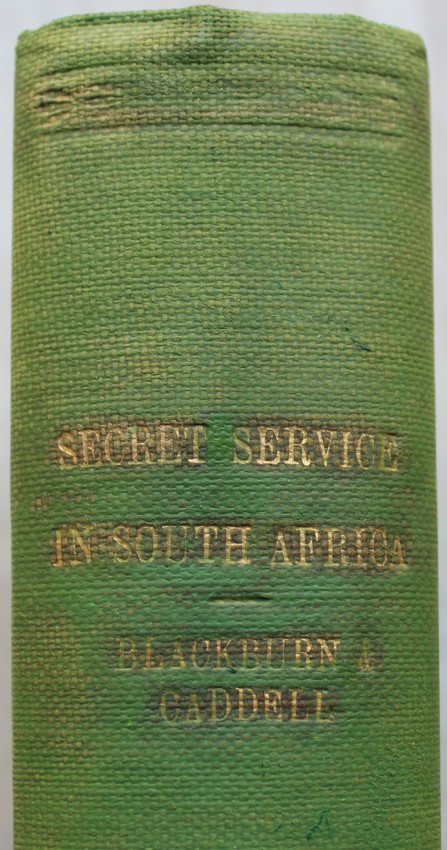 SECRET SERVICE
IN SOUTH AFRICA
BLACKBURN &
CADDELL